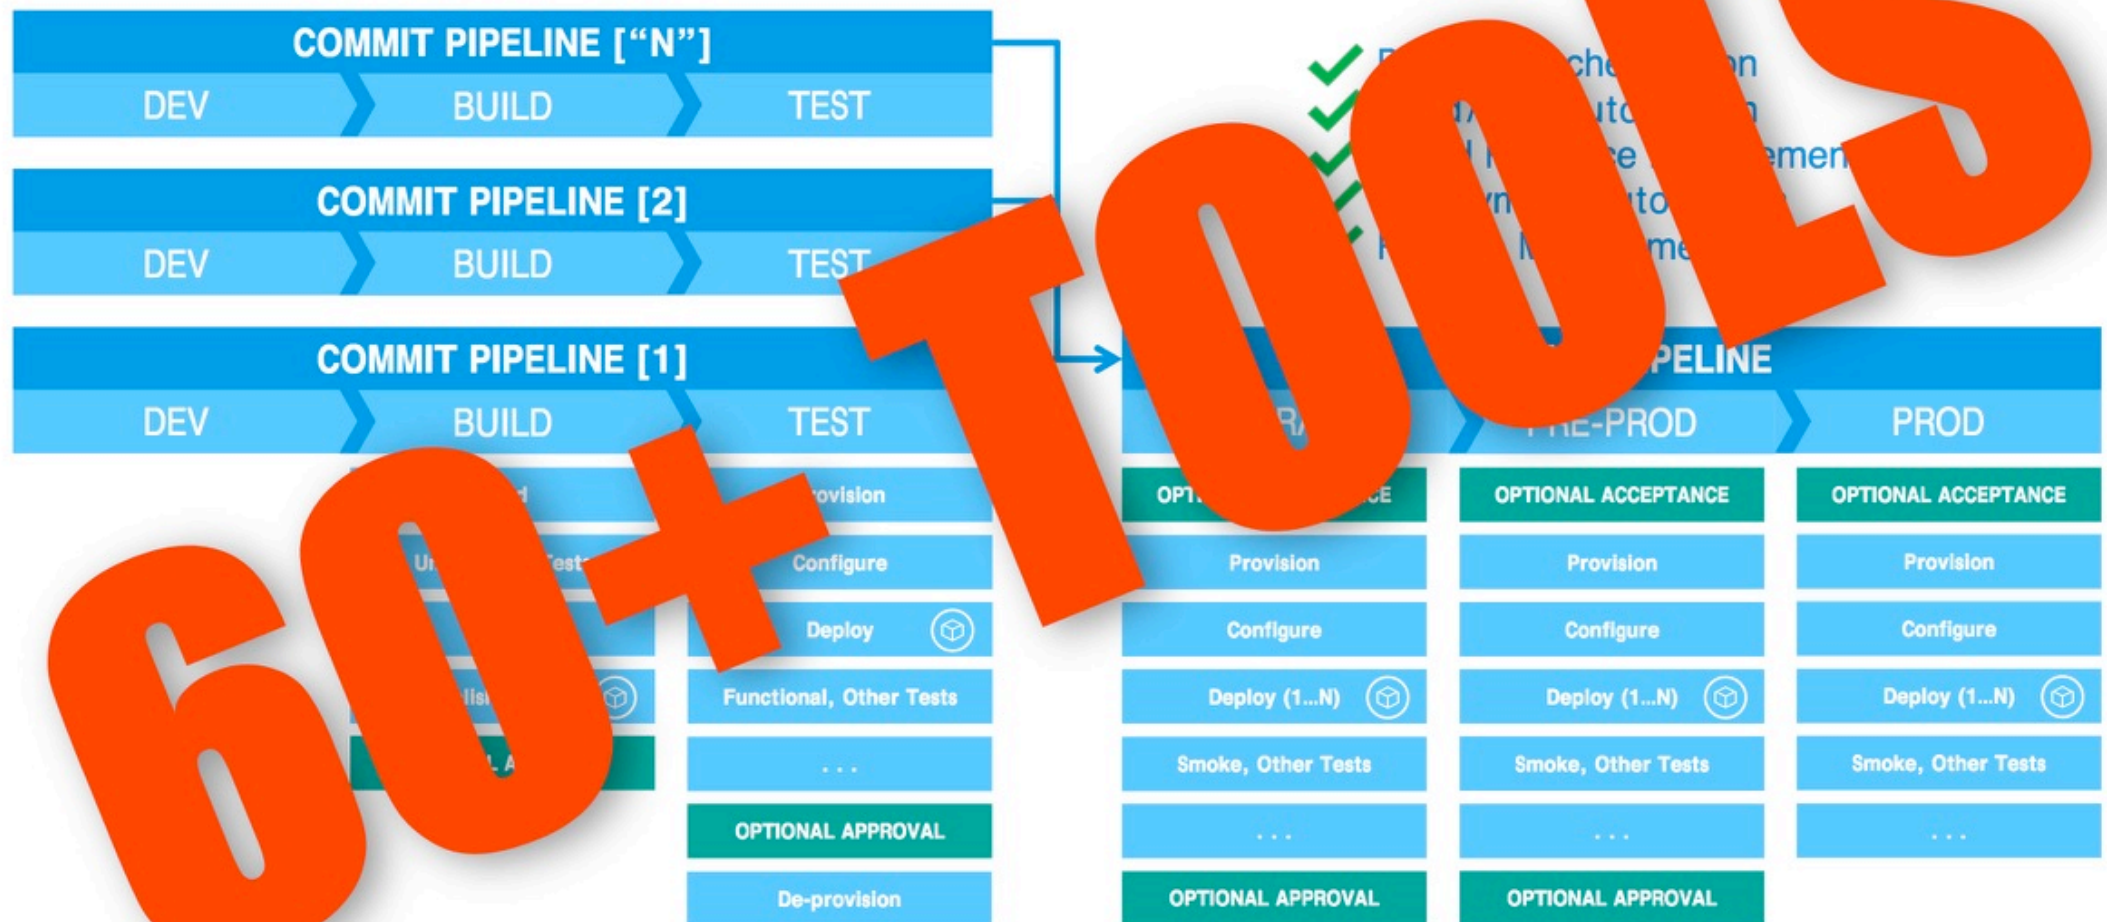 COMMIT PIPELINE [“N”]
DEV BUILD TEST
COMMIT PIPELINE [2]
DEV BUILD TEST
COMMIT PIPELINE [1]
DEV BUILD TEST
Provision
Configure
Deploy
Functional, Other Tests
. . .
OPTIONAL APPROVAL
De-provision
PIPELINE
PRE-PROD PROD
OPTIONAL ACCEPTANCE OPTIONAL ACCEPTANCE OPTIONAL ACCEPTANCE
Provision Provision Provision
Configure Configure Configure
Deploy (1...N) Deploy (1...N) Deploy (1...N)
Smoke, Other Tests Smoke, Other Tests Smoke, Other Tests
. . . . . . . . .
OPTIONAL APPROVAL OPTIONAL APPROVAL
60+ TOOLS